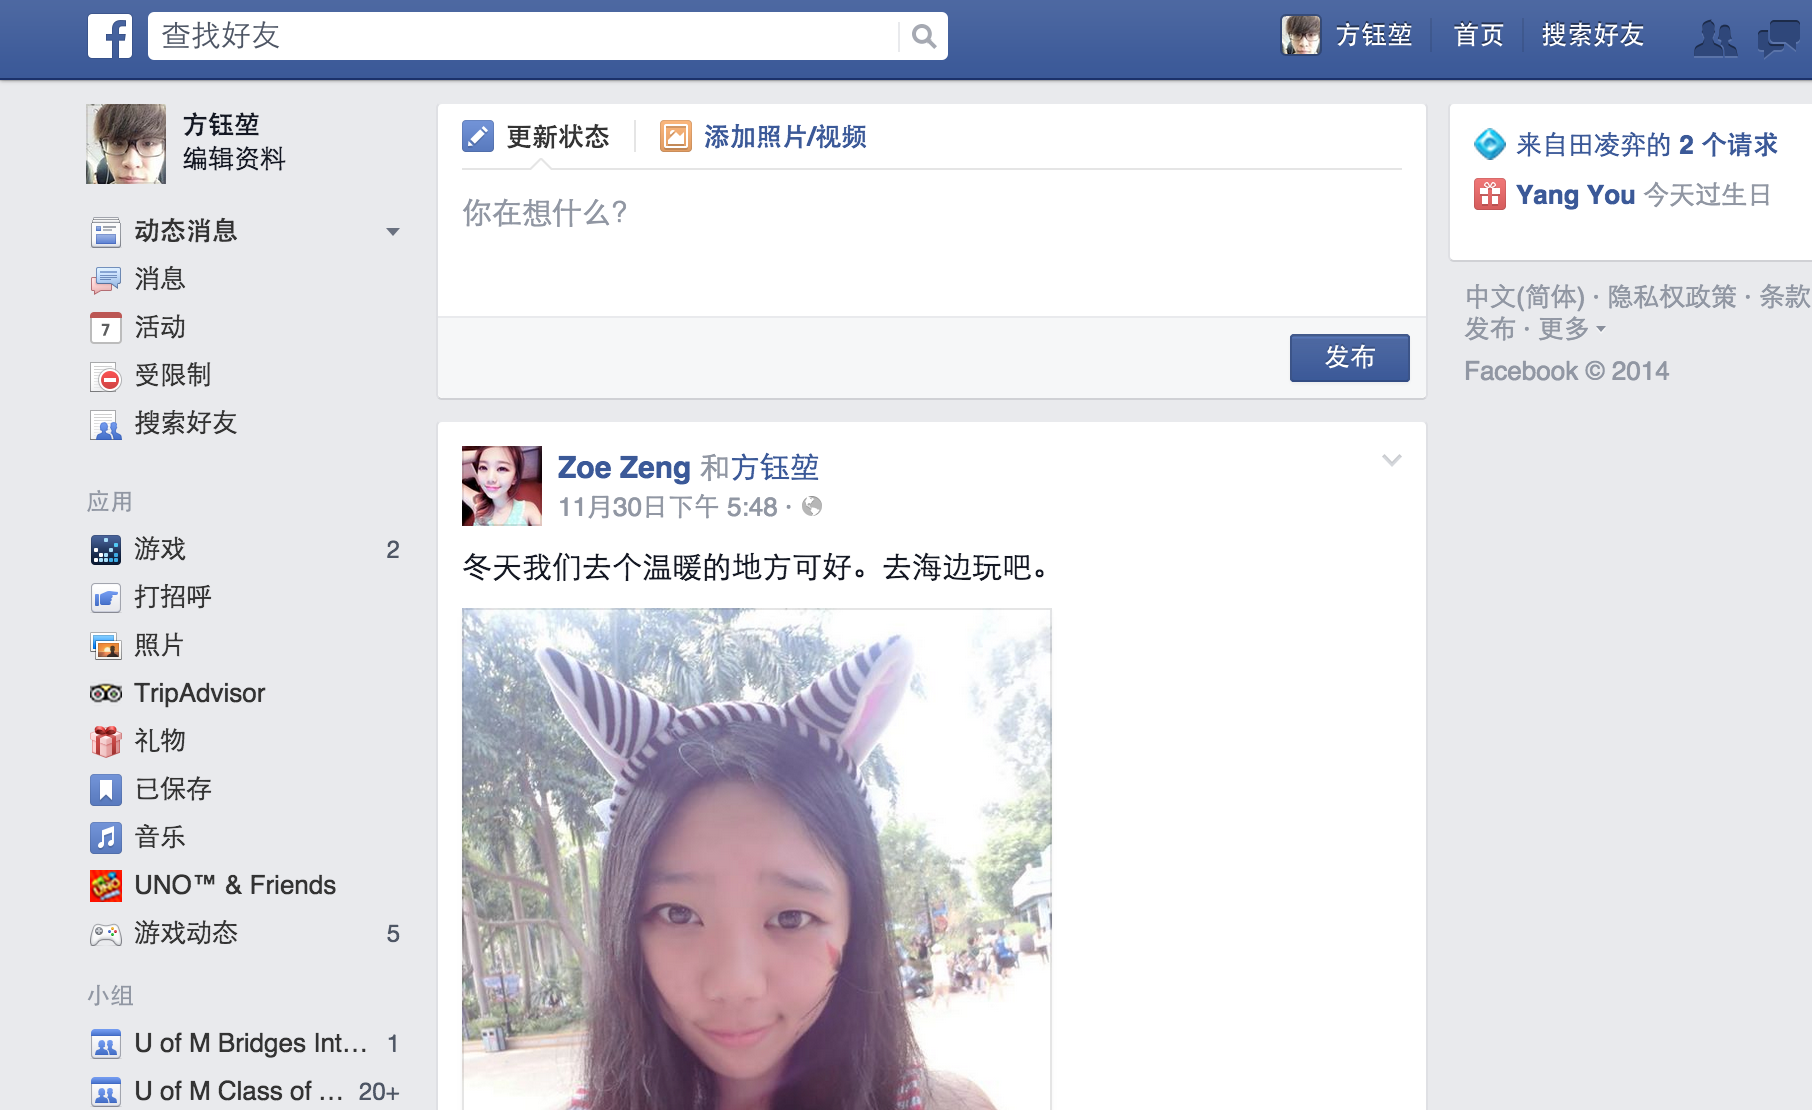 查找好友
方钰堃 首页 搜索好友
方钰堃
编辑资料
动态消息
消息
7 活动
受限制
搜索好友
应用
游戏 2
打招呼
照片
TripAdvisor
礼物
已保存
音乐
UNO™ & Friends
游戏动态 5
小组
U of M Bridges Int... 1
U of M Class of ... 20+
更新状态 添加照片/视频
你在想什么?
发布
Zoe Zeng 和方钰堃
11月30日下午 5:48 ·
冬天我们去个温暖的地方可好。去海边玩吧。
来自田凌弈的 2 个请求
Yang You 今天过生日
中文(简体) · 隐私权政策 · 条款
发布 · 更多
Facebook © 2014